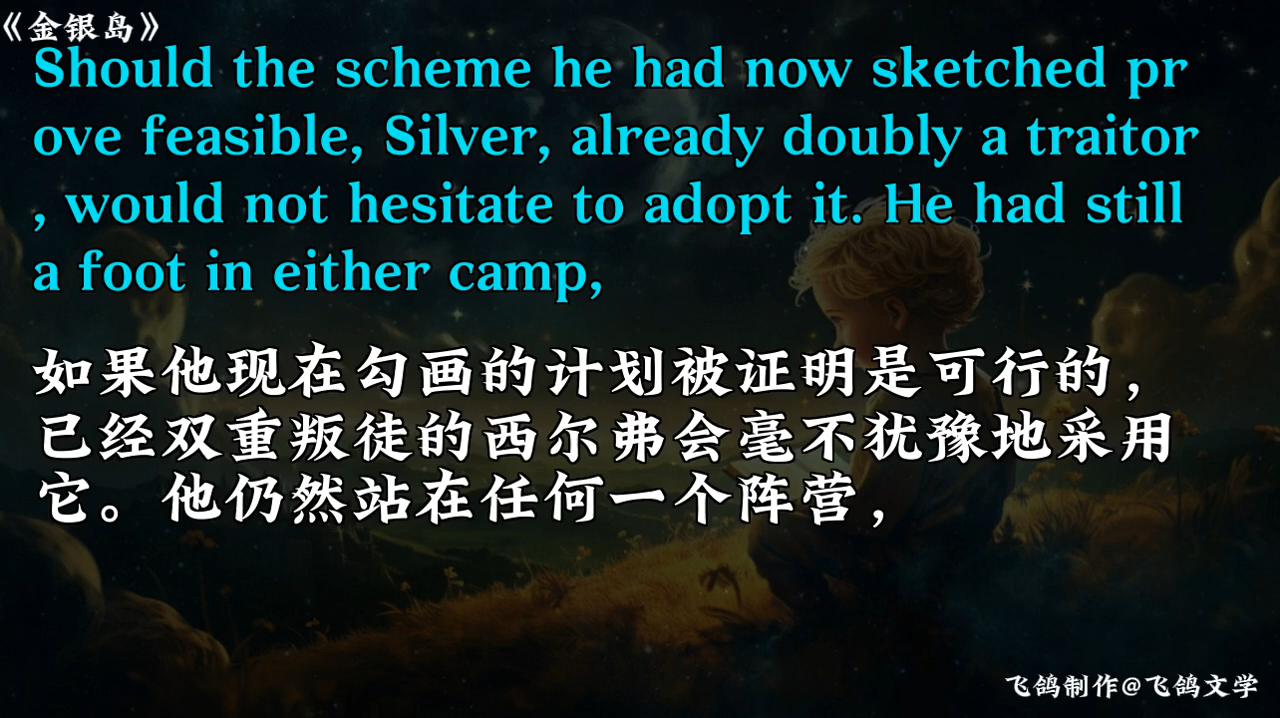 《金银岛》
Should the scheme he had now sketched pr
ove feasible, Silver, already doubly a traitor
, would not hesitate to adopt it. He had still
a foot in either camp,
如果他现在勾画的计划被证明是可行的，
已经双重叛徒的西尔弗会毫不犹豫地采用
它。他仍然站在任何一个阵营，
飞鸽制作@飞鸽文学